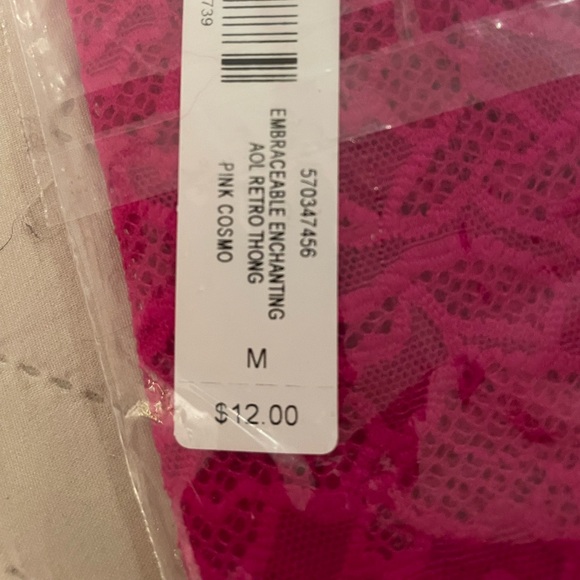 739
570347456
EMBRACEABLE ENCHANTING
AOL RETRO THONG
PINK COSMO
M
$12.00